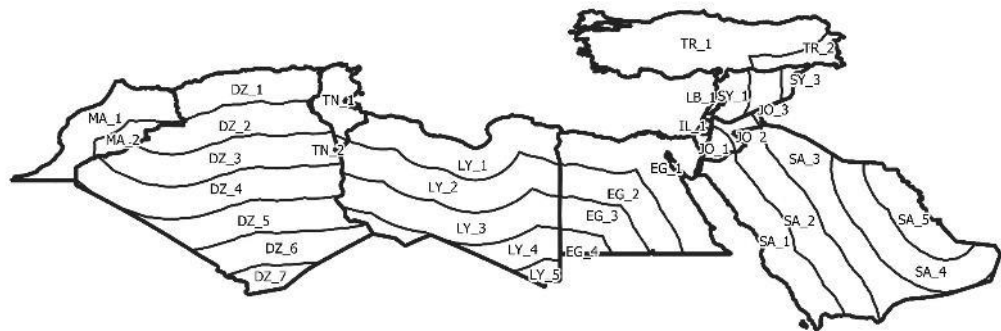 TR_1
TR_2
SY_3
DZ_1
LB_1
SY_1
TN_1
JO_3
MA_1
IL_1
DZ_2
JO_2
MA_2
TN_2
JO_1
DZ_3
LY_1
EG_1
SA_3
DZ_4
LY_2
EG_2
EG_3
DZ_5
SA_2
SA_5
LY_3
SA_1
DZ_6
LY_4
EG_4
SA_4
DZ_7
LY_5